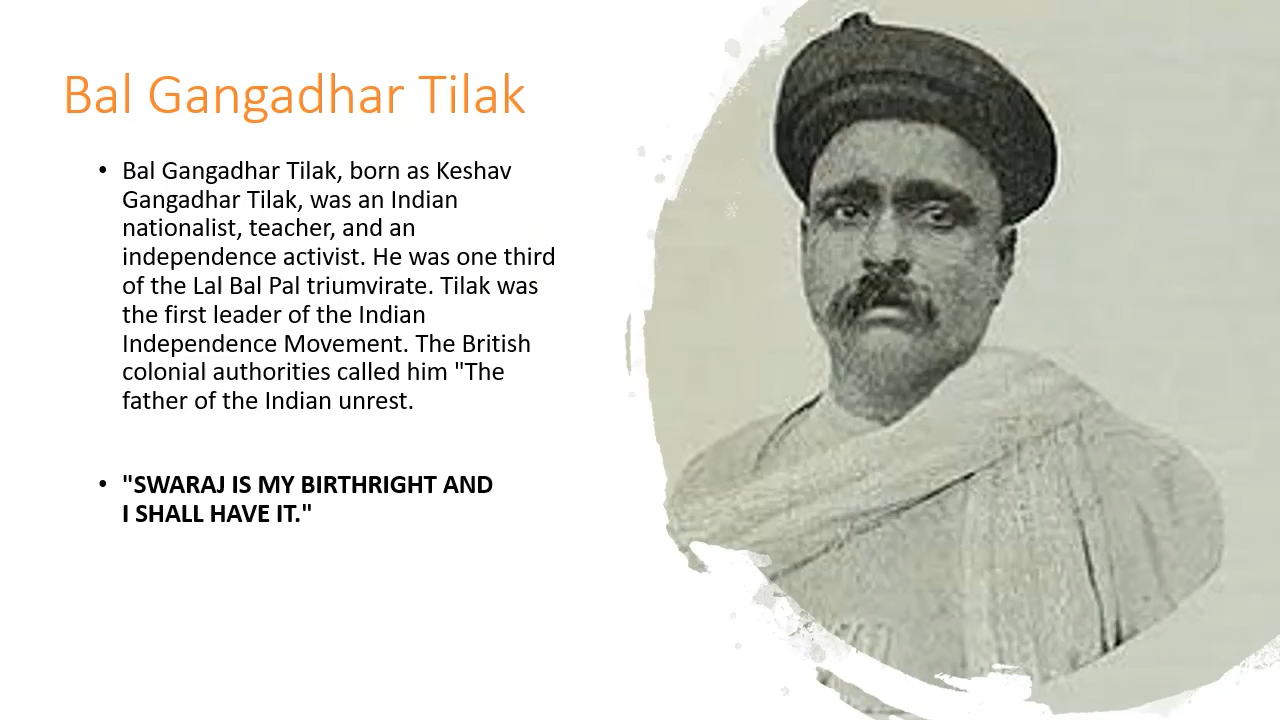 Bal Gangadhar Tilak
• Bal Gangadhar Tilak, born as Keshav
Gangadhar Tilak, was an Indian
nationalist, teacher, and an
independence activist. He was one third
of the Lal Bal Pal triumvirate. Tilak was
the first leader of the Indian
Independence Movement. The British
colonial authorities called him "The
father of the Indian unrest.
• "SWARAJ IS MY BIRTHRIGHT AND
I SHALL HAVE IT."